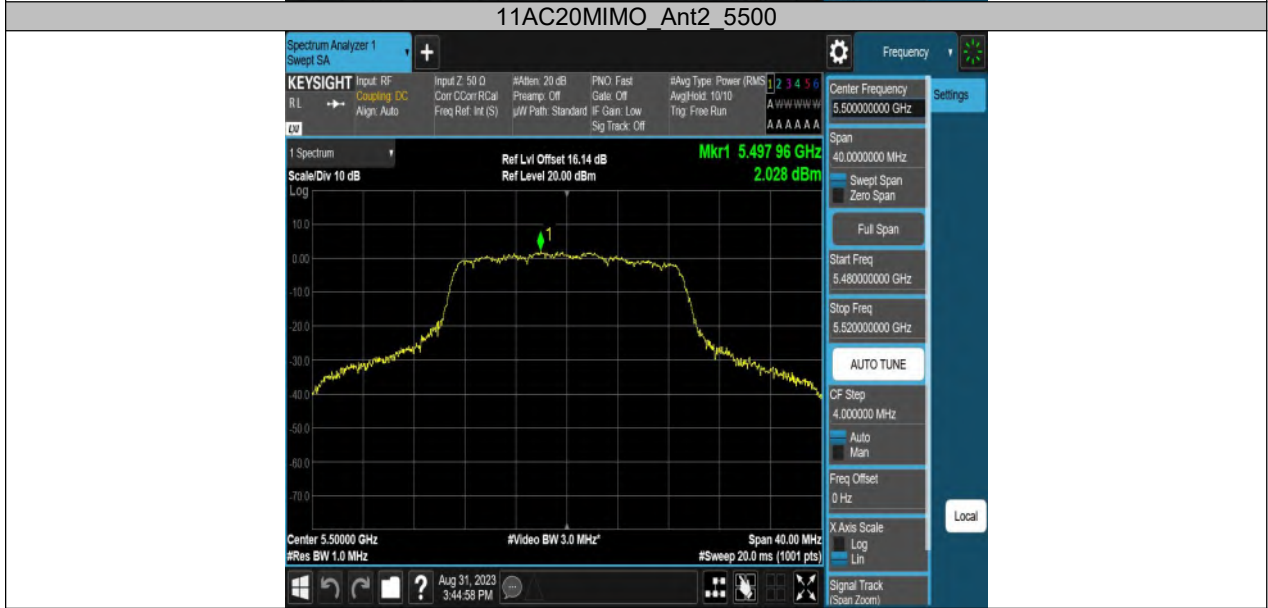 11AC20MIMO_Ant2_5500
Spectrum Analyzer 1
Swept SA
Frequency
KEYSIGHT
RL
Input: RF
Coupling: DC
Align: Auto
Input Z: 50 Ω
Corr CCorr RCal
Freq Ref: Int (S)
#Atten: 20 dB
Preamp: Off
µW Path: Standard
PNO: Fast
Gate: Off
IF Gain: Low
Sig Track: Off
#Avg Type: Power (RMS
Avg|Hold: 10/10
Trig: Free Run
1 2 3 4 5 6
A W W W W W
A A A A A A
1 Spectrum
Scale/Div 10 dB
Ref Lvl Offset 16.14 dB
Ref Level 20.00 dBm
Mkr1 5.497 96 GHz
2.028 dBm
Log
10.0
0.00
-10.0
-20.0
-30.0
-40.0
-50.0
-60.0
-70.0
1
Center 5.50000 GHz
#Res BW 1.0 MHz
#Video BW 3.0 MHz*
Span 40.00 MHz
#Sweep 20.0 ms (1001 pts)
Center Frequency
5.500000000 GHz
Settings
Span
40.0000000 MHz
Swept Span
Zero Span
Full Span
Start Freq
5.480000000 GHz
Stop Freq
5.520000000 GHz
AUTO TUNE
CF Step
4.000000 MHz
Auto
Man
Freq Offset
0 Hz
X Axis Scale
Log
Lin
Local
Signal Track
(Span Zoom)
?
Aug 31, 2023
3:44:58 PM